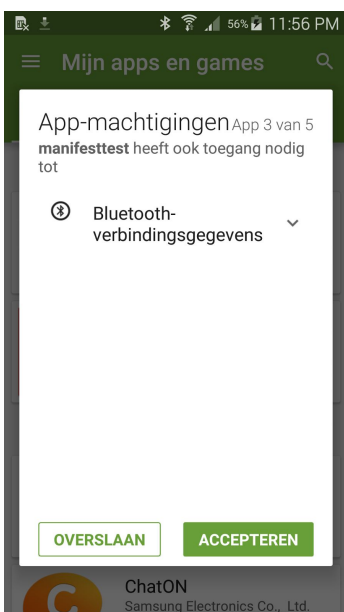 56% 11:56 PM
Mijn apps en games
App-machtigingen App 3 van 5
manifesttest heeft ook toegang nodig
tot
Bluetooth-
verbindingsgegevens
OVERSLAAN ACCEPTEREN
ChatON
Samsung Electronics Co., Ltd.